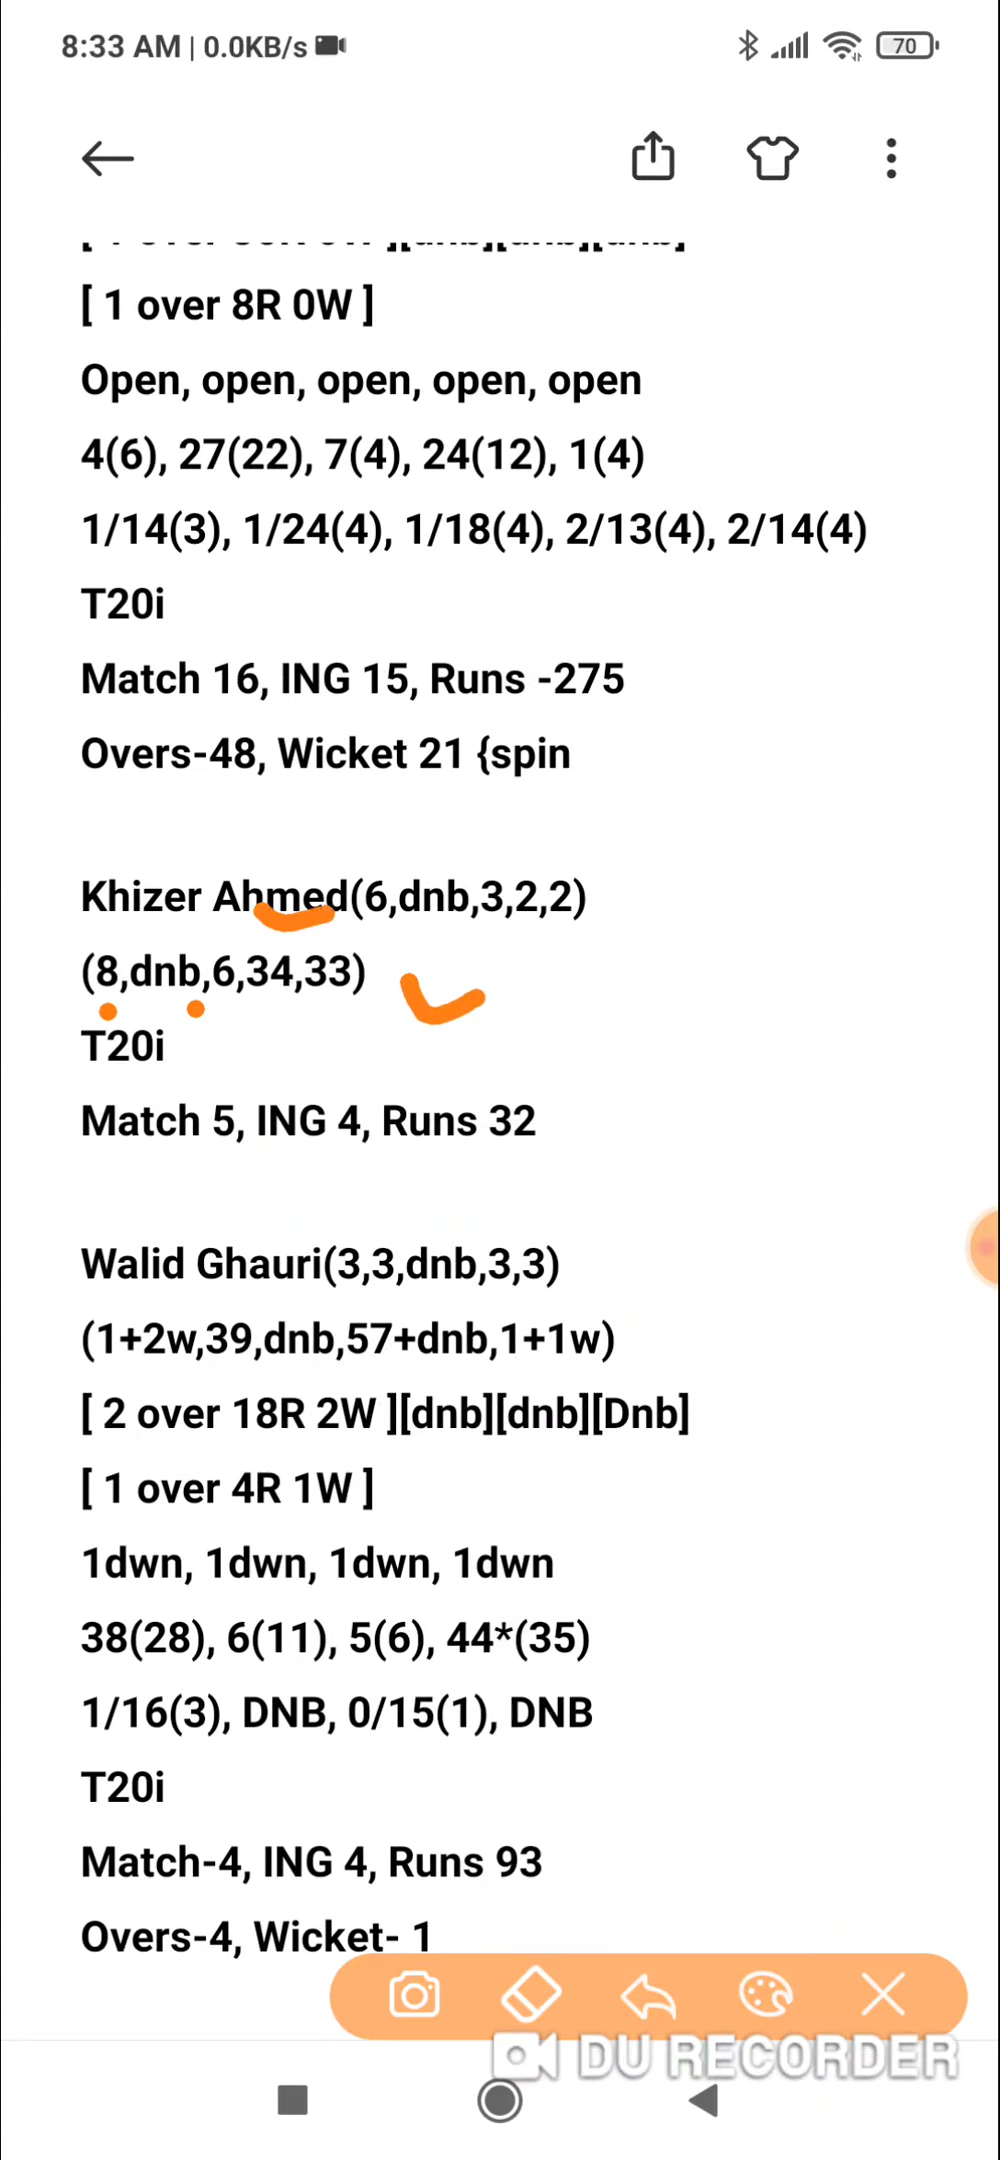 8:33 AM | 0.0KB/s
70
[ 1 over 8R 0W ]
Open, open, open, open, open
4(6), 27(22), 7(4), 24(12), 1(4)
1/14(3), 1/24(4), 1/18(4), 2/13(4), 2/14(4)
T20i
Match 16, ING 15, Runs -275
Overs-48, Wicket 21 {spin
Khizer Ahmed(6,dnb,3,2,2)
(8,dnb,6,34,33)
T20i
Match 5, ING 4, Runs 32
Walid Ghauri(3,3,dnb,3,3)
(1+2w,39,dnb,57+dnb,1+1w)
[ 2 over 18R 2W ][dnb][dnb][Dnb]
[ 1 over 4R 1W ]
1dwn, 1dwn, 1dwn, 1dwn
38(28), 6(11), 5(6), 44*(35)
1/16(3), DNB, 0/15(1), DNB
T20i
Match-4, ING 4, Runs 93
Overs-4, Wicket- 1
DU RECORDER